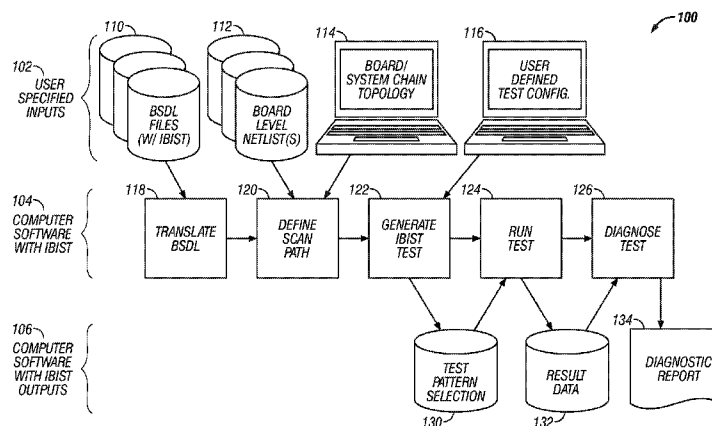 100
110
112
114
116
102
USER
SPECIFIED
INPUTS
BSDL
FILES
(W/ IBIST)
BOARD
LEVEL
NETLIST(S)
BOARD/
SYSTEM CHAIN
TOPOLOGY
USER
DEFINED
TEST CONFIG.
104
COMPUTER
SOFTWARE
WITH IBIST
118
TRANSLATE
BSDL
120
DEFINE
SCAN
PATH
122
GENERATE
IBIST
TEST
124
RUN
TEST
126
DIAGNOSE
TEST
106
COMPUTER
SOFTWARE
WITH IBIST
OUTPUTS
TEST
PATTERN
SELECTION
130
RESULT
DATA
132
134
DIAGNOSTIC
REPORT